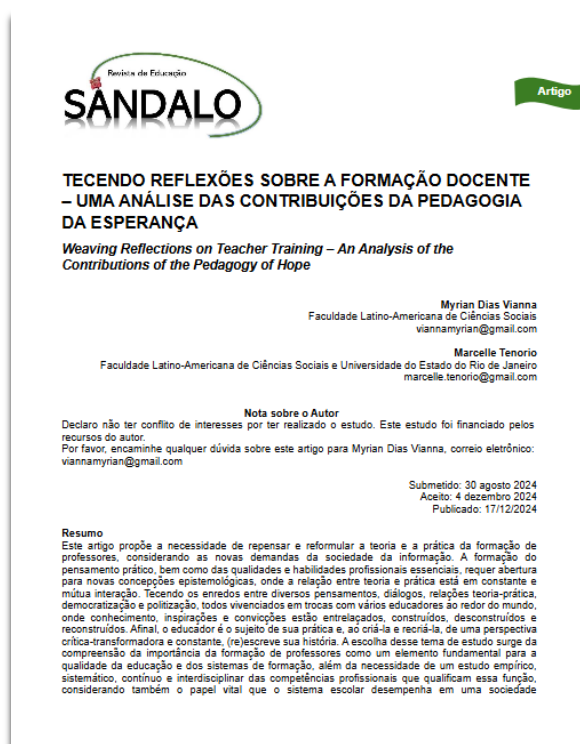 Revista de Educação
SÂNDALO
Artigo
TECENDO REFLEXÕES SOBRE A FORMAÇÃO DOCENTE
– UMA ANÁLISE DAS CONTRIBUIÇÕES DA PEDAGOGIA
DA ESPERANÇA
Weaving Reflections on Teacher Training – An Analysis of the
Contributions of the Pedagogy of Hope
Myrian Dias Vianna
Faculdade Latino-Americana de Ciências Sociais
viannamyrian@gmail.com
Marcelle Tenorio
Faculdade Latino-Americana de Ciências Sociais e Universidade do Estado do Rio de Janeiro
marcelle.tenorio@gmail.com
Nota sobre o Autor
Declaro não ter conflito de interesses por ter realizado o estudo. Este estudo foi financiado pelos
recursos do autor.
Por favor, encaminhe qualquer dúvida sobre este artigo para Myrian Dias Vianna, correio eletrônico:
viannamyrian@gmail.com
Submetido: 30 agosto 2024
Aceito: 4 dezembro 2024
Publicado: 17/12/2024
Resumo
Este artigo propõe a necessidade de repensar e reformular a teoria e a prática da formação de
professores, considerando as novas demandas da sociedade da informação. A formação do
pensamento prático, bem como das qualidades e habilidades profissionais essenciais, requer abertura
para novas concepções epistemológicas, onde a relação entre teoria e prática está em constante e
mútua interação. Tecendo os enredos entre diversos pensamentos, diálogos, relações teoria-prática,
democratização e politização, todos vivenciados em trocas com vários educadores ao redor do mundo,
onde conhecimento, inspirações e convicções estão entrelaçados, construídos, desconstruídos e
reconstruídos. Afinal, o educador é o sujeito de sua prática e, ao criá-la e recriá-la, de uma perspectiva
crítica-transformadora e constante, (re)escreve sua história. A escolha desse tema de estudo surge da
compreensão da importância da formação de professores como um elemento fundamental para a
qualidade da educação e dos sistemas de formação, além da necessidade de um estudo empírico,
sistemático, contínuo e interdisciplinar das competências profissionais que qualificam essa função,
considerando também o papel vital que o sistema escolar desempenha em uma sociedade